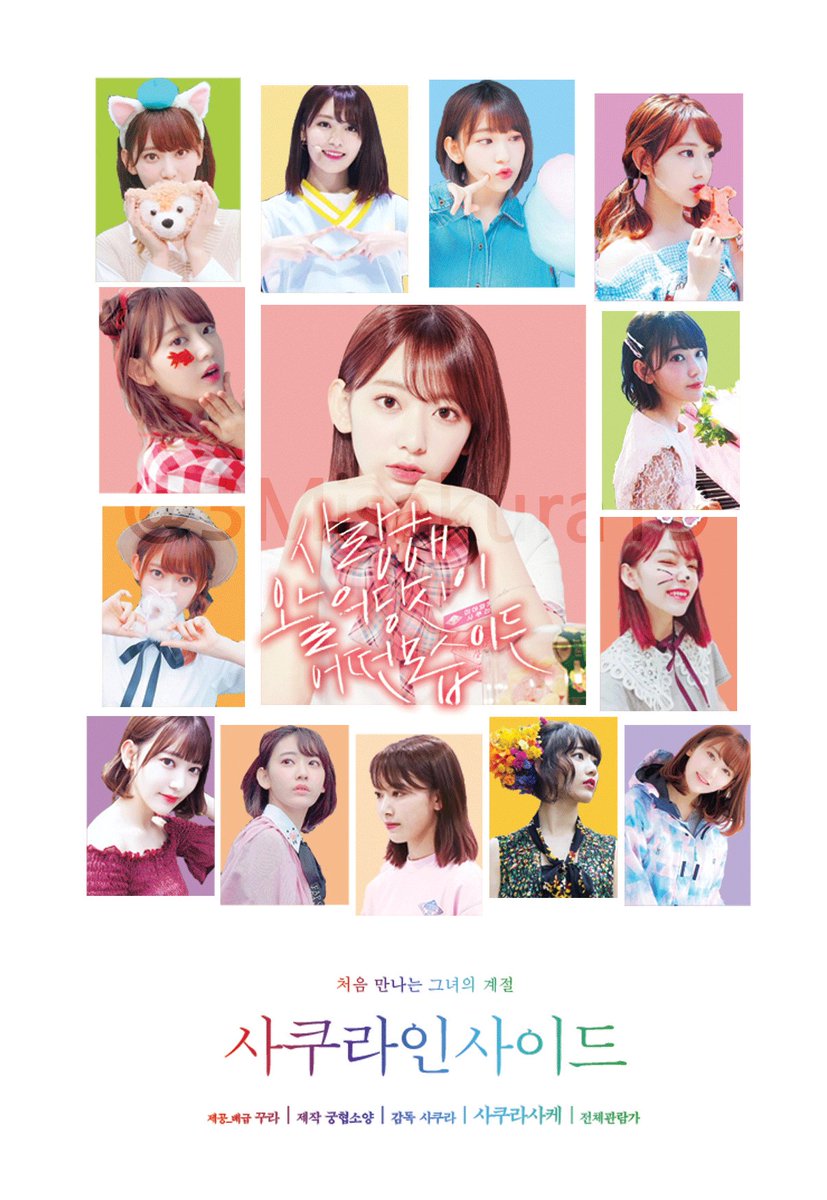 사랑해
오늘의당신이
어떤모습이든
처음 만나는 그녀의 계절
사쿠라인사이드
제공_배급 꾸라 | 제작 궁협소양 | 감독 사쿠라 | 사쿠라사케 | 전체관람가